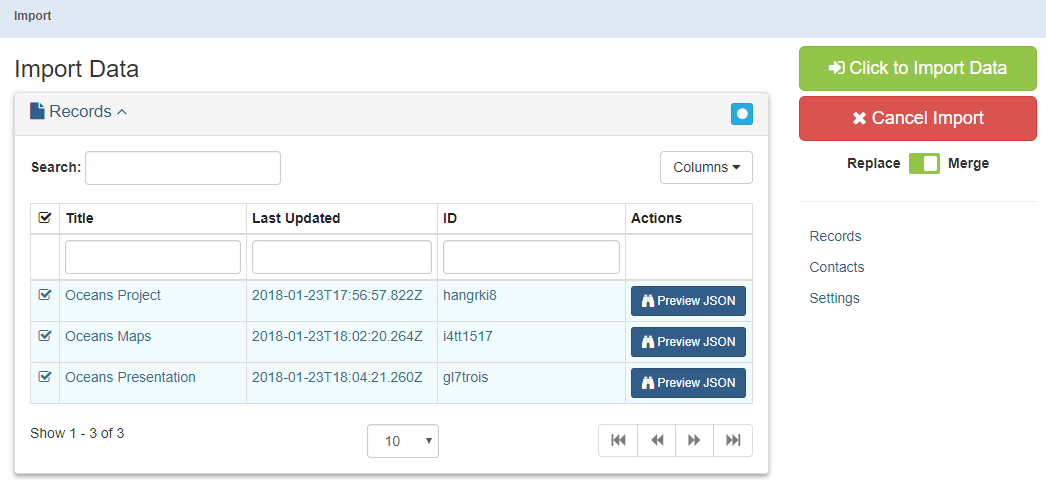 Import
Import Data
Records
Search:
Columns
Title Last Updated ID Actions
Oceans Project 2018-01-23T17:56:57.822Z hangrki8 Preview JSON
Oceans Maps 2018-01-23T18:02:20.264Z i4tt1517 Preview JSON
Oceans Presentation 2018-01-23T18:04:21.260Z gl7trois Preview JSON
Show 1 - 3 of 3
10
Click to Import Data
Cancel Import
Replace Merge
Records
Contacts
Settings